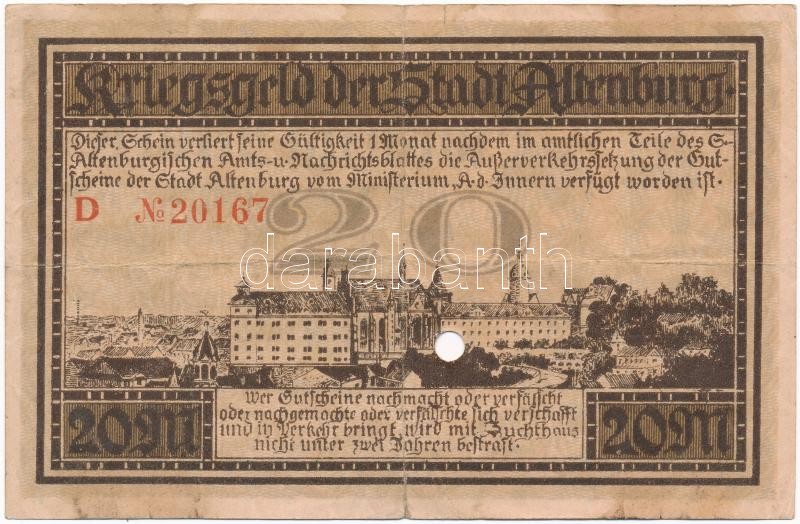 Kriegsgeld der Stadt Altenburg.
Dieser Schein verliert seine Gültigkeit 1 Monat nachdem im amtlichen Teile des S.-
Altenburgischen Amts-u-Nachrichtsblattes die Außerverkehrssetzung der Gut-
scheine der Stadt Altenburg vom Ministerium, A.d. Innern verfügt worden ist.
D № 20167
20
darabanth
Wer Gutscheine nachmacht oder verfälscht
oder nachgemachte oder verfälschte sich verschafft
und in Verkehr bringt, wird mit Zuchthaus
nicht unter zwei Jahren bestraft.
20M 20M